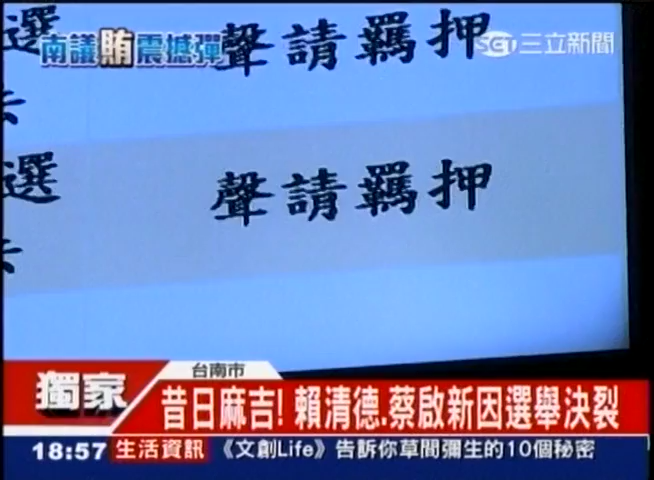 選
聲請羈押
南議賄震撼彈
SET三立新聞
選
聲請羈押
台南市
獨家
昔日麻吉! 賴清德.蔡啟新因選舉決裂
18:57 生活資訊 《文創Life》告訴你草間彌生的10個秘密